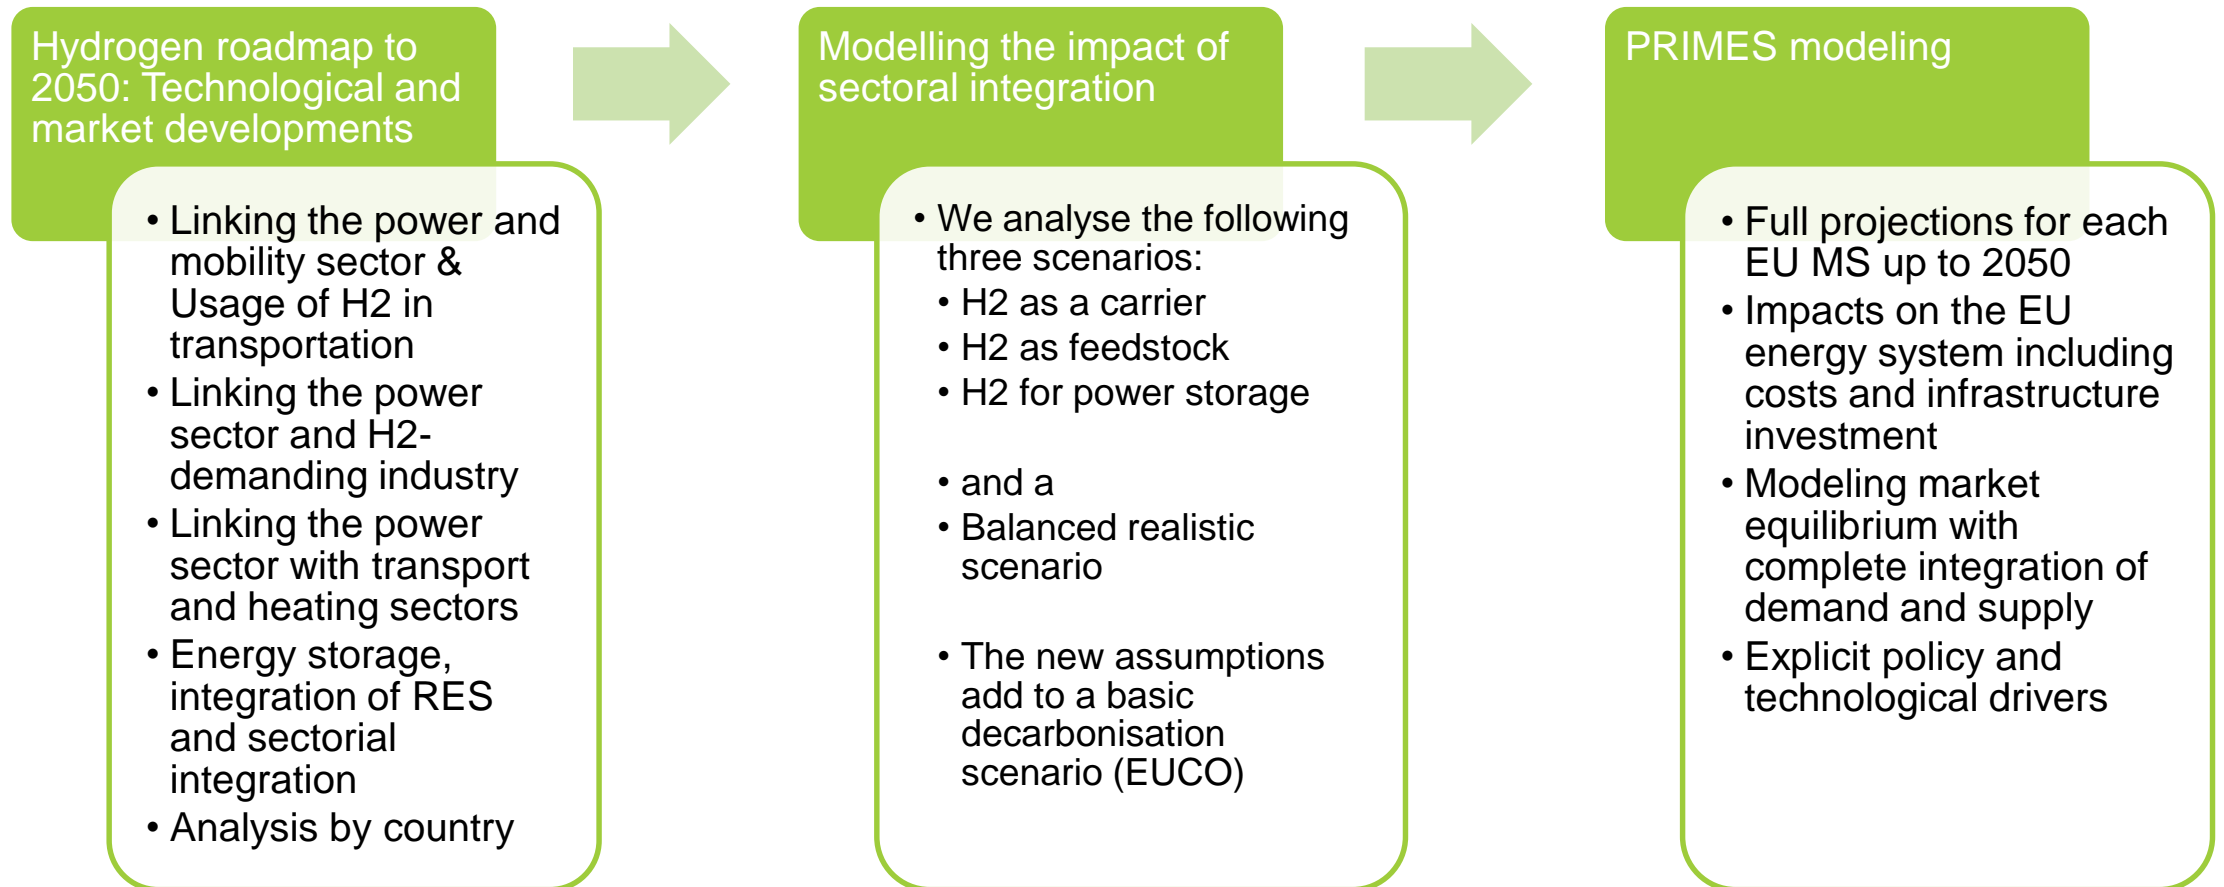 Hydrogen roadmap to
2050: Technological and
market developments
• Linking the power and
mobility sector &
Usage of H2 in
transportation
• Linking the power
sector and H2-
demanding industry
• Linking the power
sector with transport
and heating sectors
• Energy storage,
integration of RES
and sectorial
integration
• Analysis by country
Modelling the impact of
sectoral integration
• We analyse the following
three scenarios:
• H2 as a carrier
• H2 as feedstock
• H2 for power storage
• and a
• Balanced realistic
scenario
• The new assumptions
add to a basic
decarbonisation
scenario (EUCO)
PRIMES modeling
• Full projections for each
EU MS up to 2050
• Impacts on the EU
energy system including
costs and infrastructure
investment
• Modeling market
equilibrium with
complete integration of
demand and supply
• Explicit policy and
technological drivers